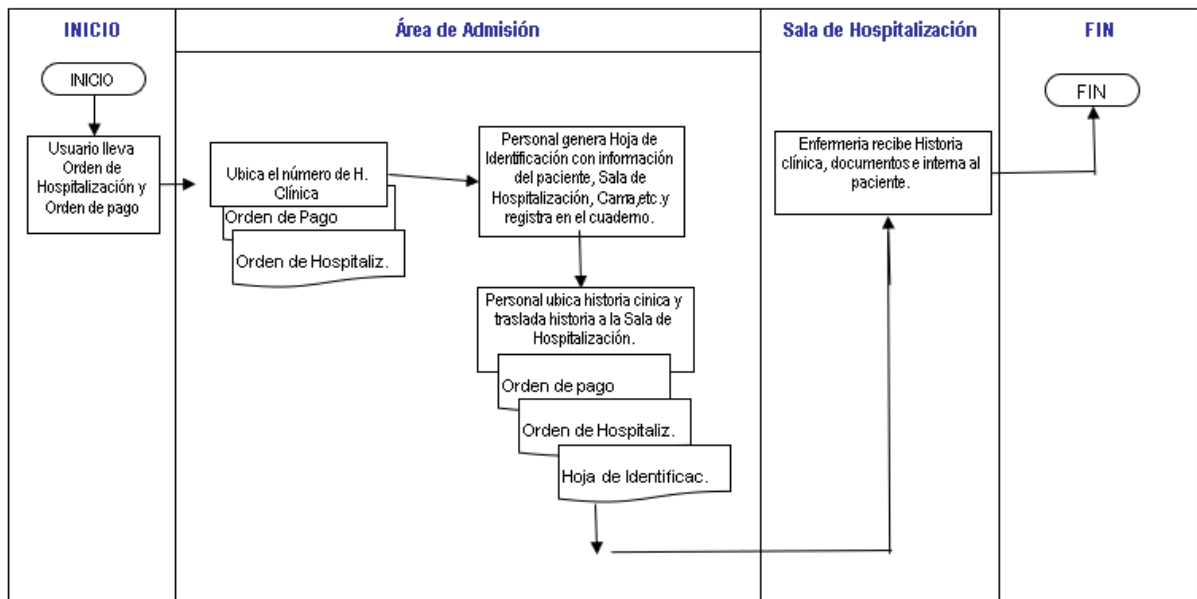 INICIO
Área de Admisión
Sala de Hospitalización
FIN
INICIO
Usuario lleva
Orden de
Hospitalización y
Orden de pago
Ubica el número de H.
Clínica
Orden de Pago
Orden de Hospitaliz.
Personal genera Hoja de
Identificación con información
del paciente, Sala de
Hospitalización, Cama,etc.y
registra en el cuaderno.
Personal ubica historia cinica y
traslada historia a la Sala de
Hospitalización.
Orden de pago
Orden de Hospitaliz.
Hoja de Identificac.
Enfermeria recibe Historia
clínica, documentos e interna al
paciente.
FIN